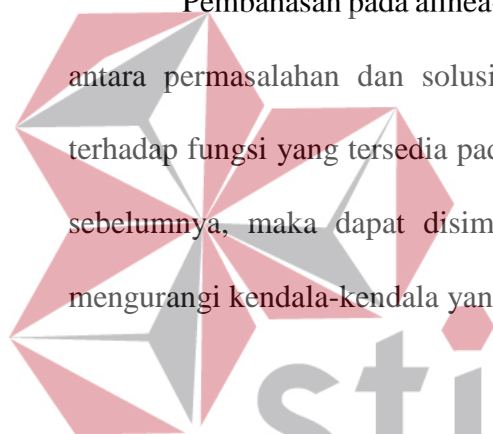 Pembahasan pada alinea
antara permasalahan dan solusi
terhadap fungsi yang tersedia pad
sebelumnya, maka dapat disim
mengurangi kendala-kendala yan
sti